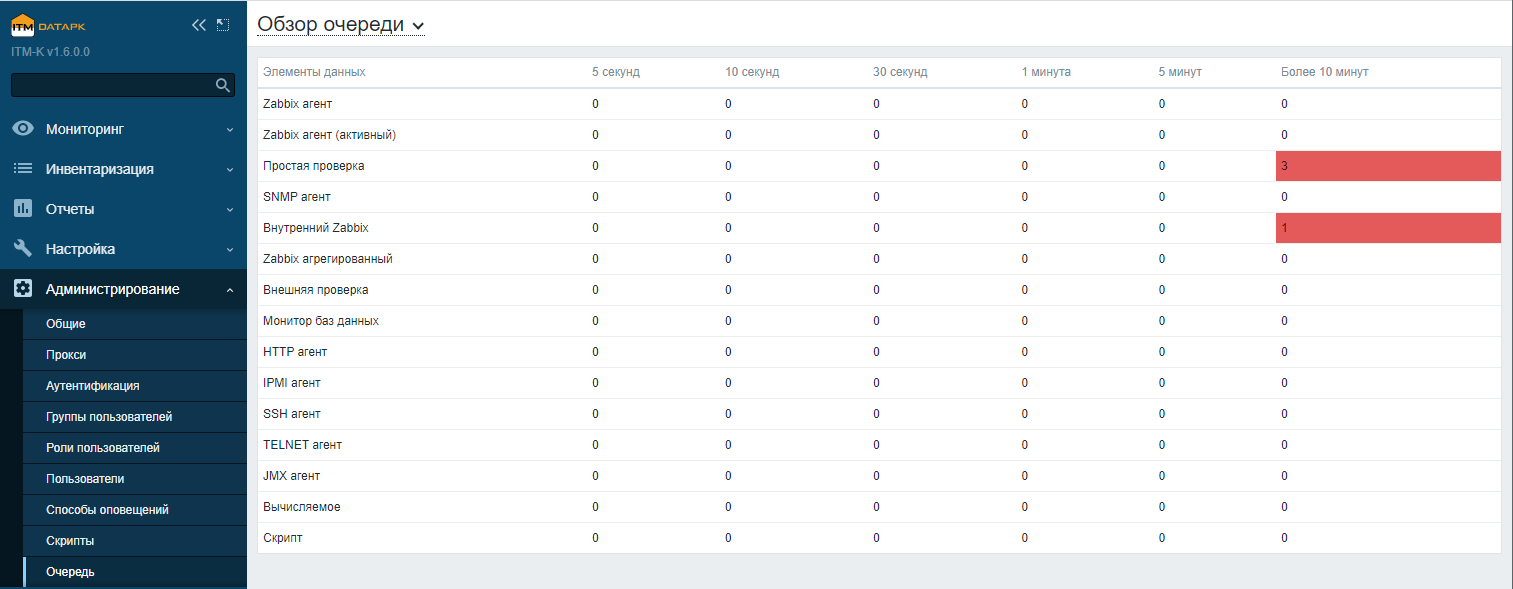 ITM DATAPK
ITM-K v1.6.0.0
Мониторинг
Инвентаризация
Отчеты
Настройка
Администрирование
Общие
Прокси
Аутентификация
Группы пользователей
Роли пользователей
Пользователи
Способы оповещений
Скрипты
Очередь
Обзор очереди
Элементы данных 5 секунд 10 секунд 30 секунд 1 минута 5 минут Более 10 минут
Zabbix агент 0 0 0 0 0 0
Zabbix агент (активный) 0 0 0 0 0 0
Простая проверка 0 0 0 0 0 3
SNMP агент 0 0 0 0 0 0
Внутренний Zabbix 0 0 0 0 0 1
Zabbix агрегированный 0 0 0 0 0 0
Внешняя проверка 0 0 0 0 0 0
Монитор баз данных 0 0 0 0 0 0
HTTP агент 0 0 0 0 0 0
IPMI агент 0 0 0 0 0 0
SSH агент 0 0 0 0 0 0
TELNET агент 0 0 0 0 0 0
JMX агент 0 0 0 0 0 0
Вычисляемое 0 0 0 0 0 0
Скрипт 0 0 0 0 0 0